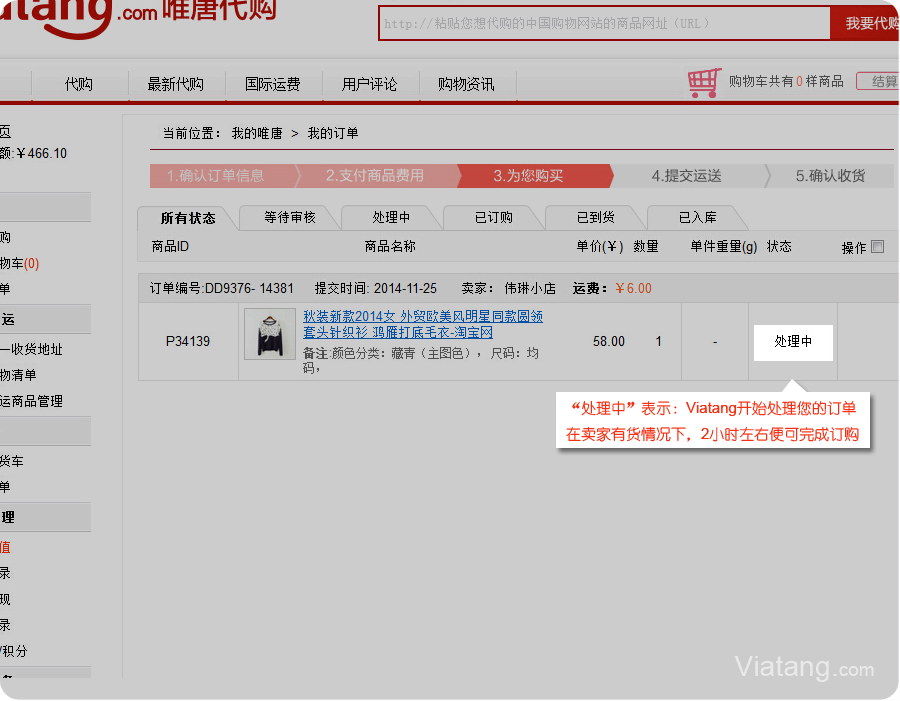 atang.com 唯唐代购
http://粘贴您想代购的中国购物网站的商品网址（URL）
我要代购
代购
最新代购
国际运费
用户评论
购物资讯
购物车共有0样商品
结算
页
额:￥466.10
购
物车(0)
单
运
一收货地址
物清单
运商品管理
货车
单
理
值
录
现
录
/积分
当前位置： 我的唯唐 > 我的订单
1.确认订单信息
2.支付商品费用
3.为您购买
4.提交运送
5.确认收货
所有状态
等待审核
处理中
已订购
已到货
已入库
商品ID
商品名称
单价(￥)
数量
单件重量(g)
状态
操作
订单编号:DD9376- 14381
提交时间: 2014-11-25
卖家： 伟琳小店
运费：￥6.00
P34139
秋装新款2014女 外贸欧美风明星同款圆领
套头针织衫 鸿雁打底毛衣-淘宝网
备注:颜色分类：藏青（主图色），尺码：均
码，
58.00
1
-
处理中
“处理中”表示：Viatang开始处理您的订单
在卖家有货情况下，2小时左右便可完成订购
Viatang.com